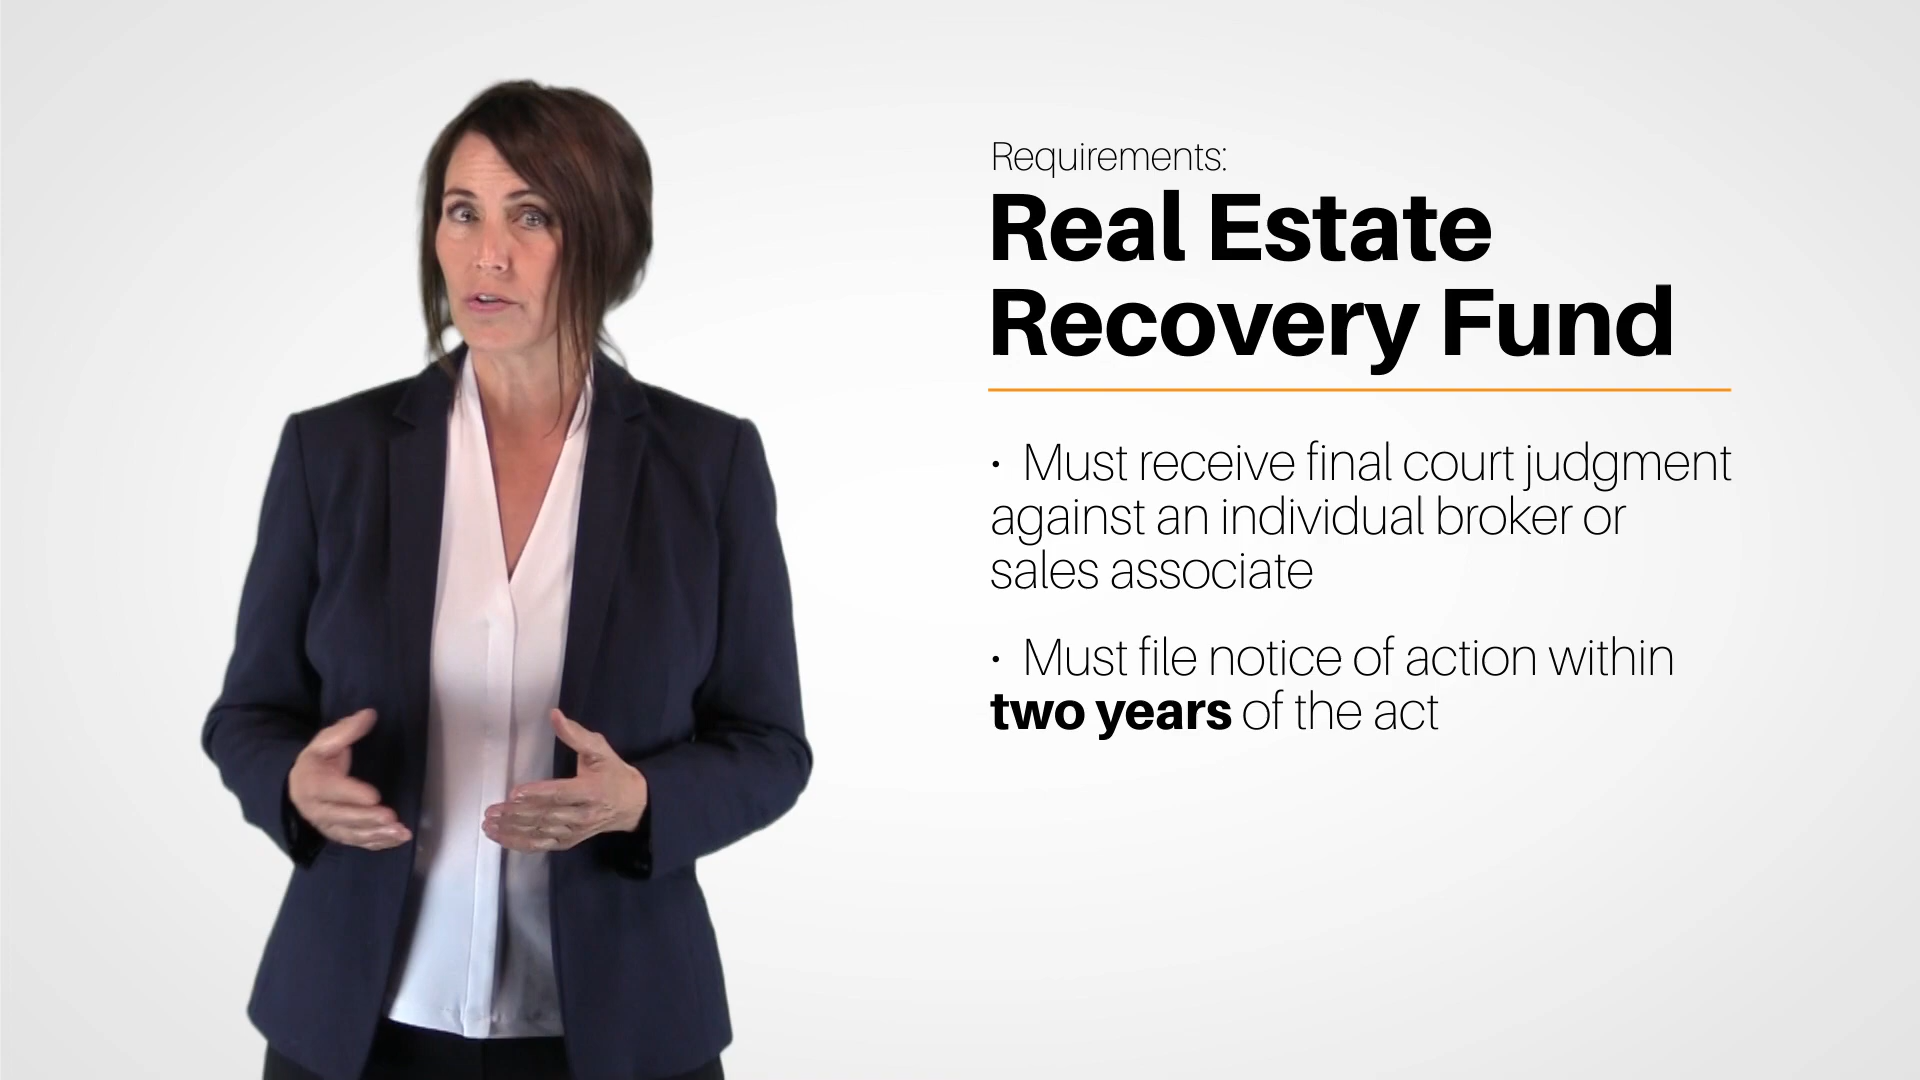 Requirements:
Real Estate
Recovery Fund
· Must receive final court judgment
against an individual broker or
sales associate
· Must file notice of action within
two years of the act